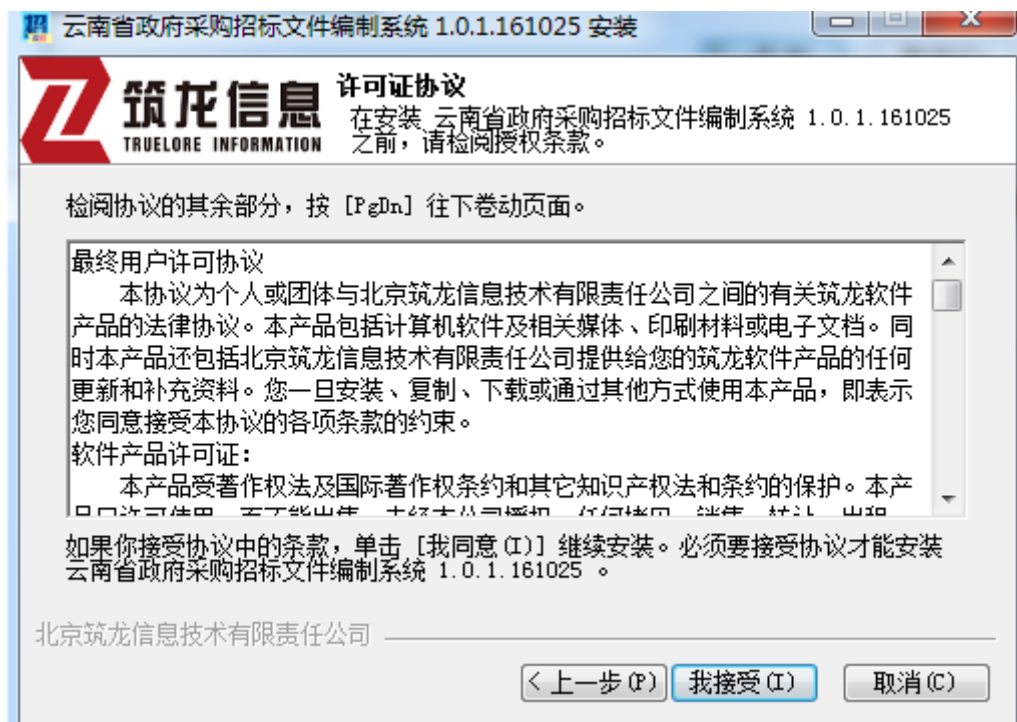 云南省政府采购招标文件编制系统 1.0.1.161025 安装
筑龙信息
TRUELORE INFORMATION
许可证协议
在安装 云南省政府采购招标文件编制系统 1.0.1.161025
之前，请检阅授权条款。
检阅协议的其余部分，按 [PgDn] 往下卷动页面。
最终用户许可协议
本协议为个人或团体与北京筑龙信息技术有限责任公司之间的有关筑龙软件
产品的法律协议。本产品包括计算机软件及相关媒体、印刷材料或电子文档。同
时本产品还包括北京筑龙信息技术有限责任公司提供给您的筑龙软件产品的任何
更新和补充资料。您一旦安装、复制、下载或通过其他方式使用本产品，即表示
您同意接受本协议的各项条款的约束。
软件产品许可证：
本产品受著作权法及国际著作权条约和其它知识产权法和条约的保护。本产
如果你接受协议中的条款，单击 [我同意(I)] 继续安装。必须要接受协议才能安装
云南省政府采购招标文件编制系统 1.0.1.161025 。
北京筑龙信息技术有限责任公司
< 上一步(P)
我接受(I)
取消(C)